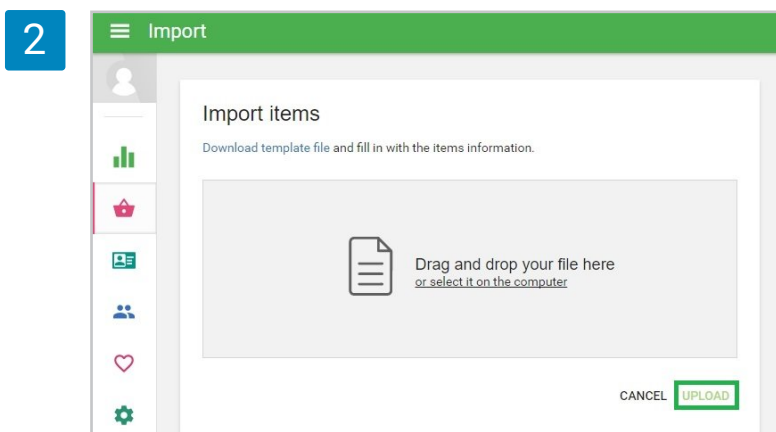 2
Import
Import items
Download template file and fill in with the items information.
Drag and drop your file here
or select it on the computer
CANCEL UPLOAD